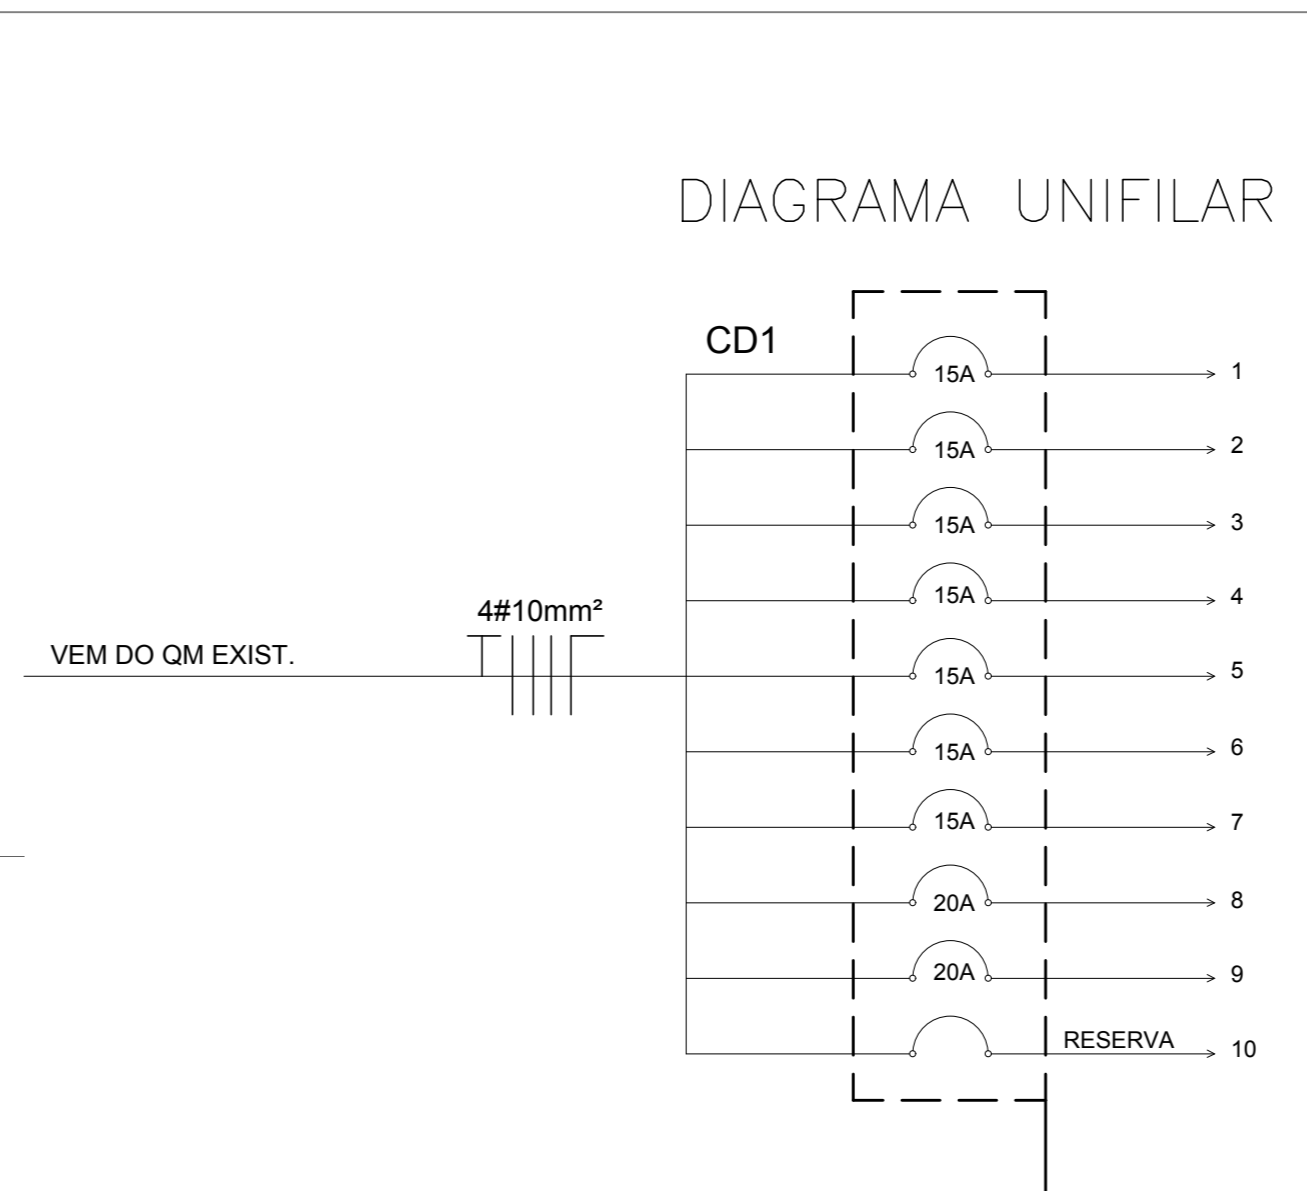 DIAGRAMA UNIFILAR
CD1
15A 1
15A 2
15A 3
4#10mm²
15A 4
VEM DO QM EXIST.
15A 5
15A 6
15A 7
20A 8
20A 9
RESERVA 10